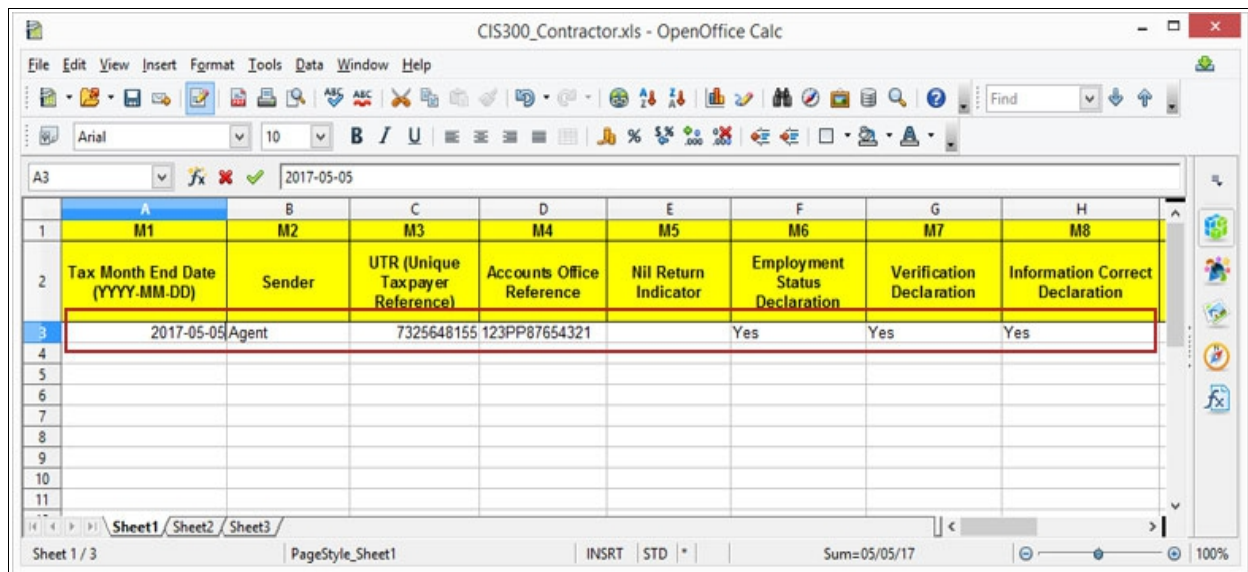 CIS300_Contractor.xls - OpenOffice Calc
File Edit View Insert Format Tools Data Window Help
Find
Arial 10 B I U
A3 2017-05-05
A B C D E F G H
1 M1 M2 M3 M4 M5 M6 M7 M8
2 Tax Month End Date (YYYY-MM-DD) Sender UTR (Unique Taxpayer Reference) Accounts Office Reference Nil Return Indicator Employment Status Declaration Verification Declaration Information Correct Declaration
3 2017-05-05 Agent 7325648155 123PP87654321 Yes Yes Yes
4
5
6
7
8
9
10
11
Sheet1 Sheet2 Sheet3
Sheet 1 / 3 PageStyle_Sheet1 INSRT STD * Sum=05/05/17 100%